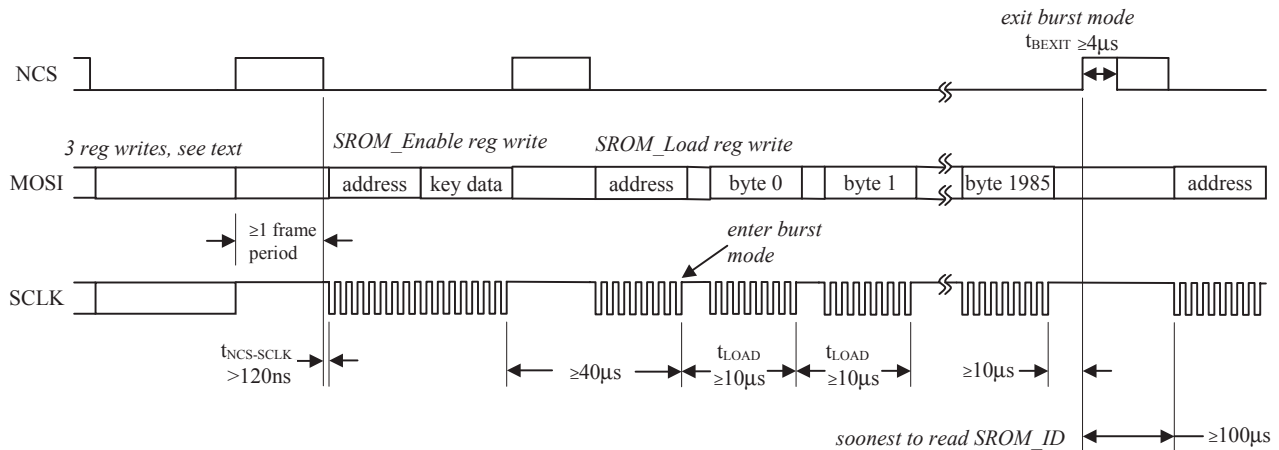 exit burst mode
tBEXIT ≥4μs
NCS
3 reg writes, see text
SROM_Enable reg write
SROM_Load reg write
MOSI
address
key data
address
byte 0
byte 1
byte 1985
address
≥1 frame
period
enter burst
mode
SCLK
tNCS-SCLK
>120ns
≥40μs
tLOAD
≥10μs
tLOAD
≥10μs
≥10μs
soonest to read SROM_ID
≥100μs